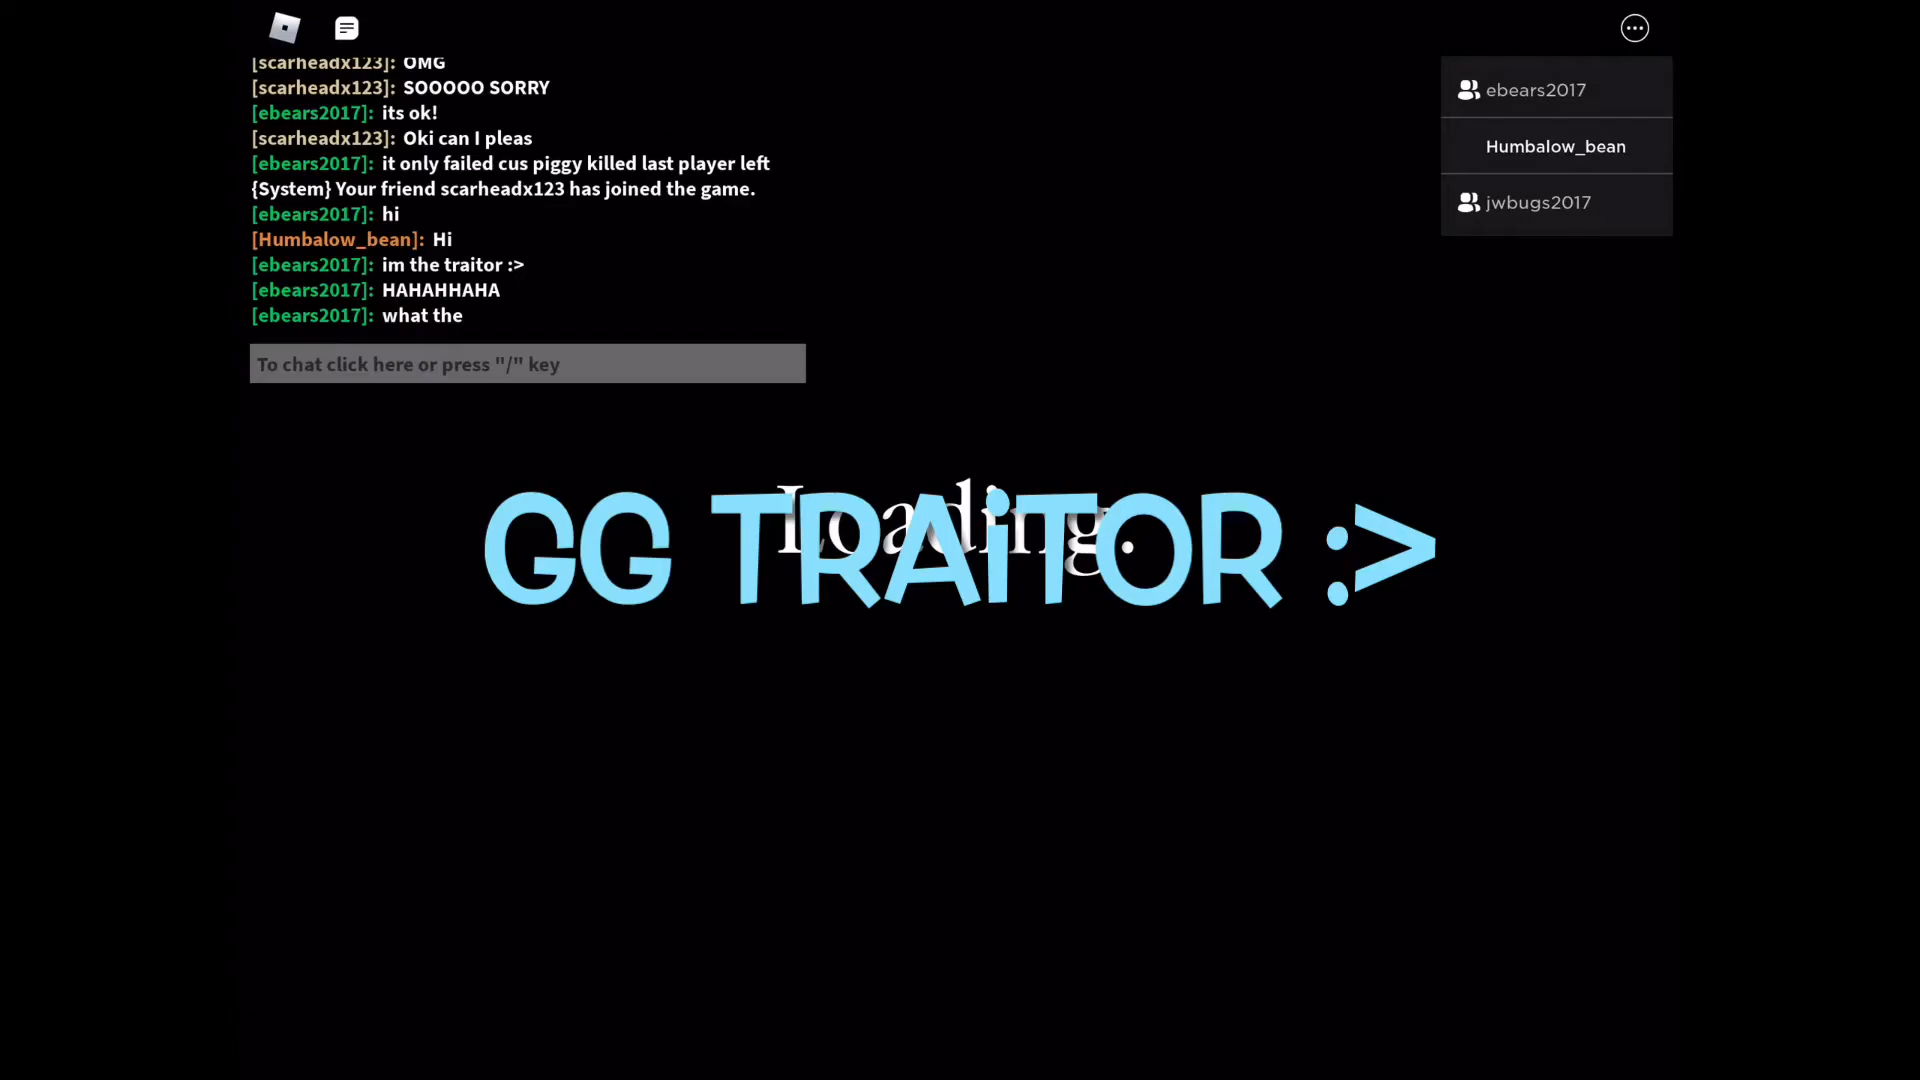 [scarheadx123]: OMG
[scarheadx123]: SOOOOO SORRY
[ebears2017]: its ok!
[scarheadx123]: Oki can I pleas
[ebears2017]: it only failed cus piggy killed last player left
{System} Your friend scarheadx123 has joined the game.
[ebears2017]: hi
[Humbalow_bean]: Hi
[ebears2017]: im the traitor :>
[ebears2017]: HAHAHHAHA
[ebears2017]: what the
To chat click here or press "/" key
ebears2017
Humbalow_bean
jwbugs2017
Loading.
GG TRAiTOR :>